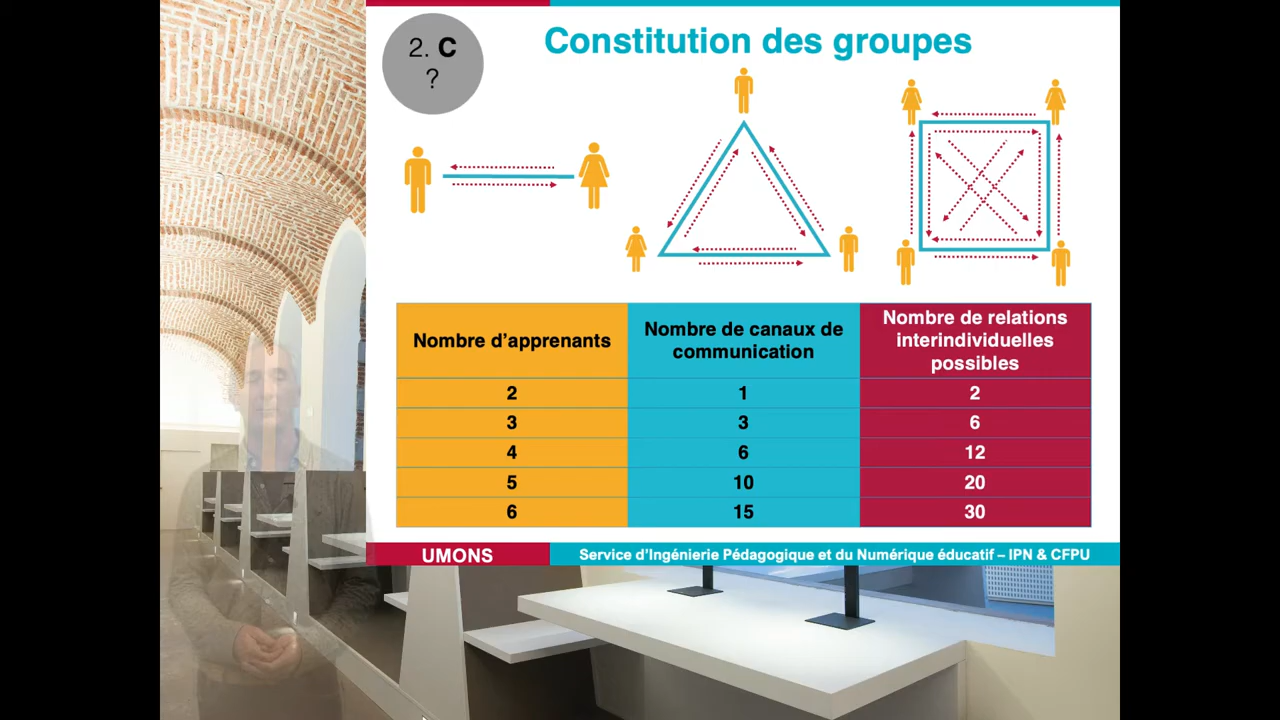 2. C
?
Constitution des groupes
Nombre d'apprenants
Nombre de canaux de
communication
Nombre de relations
interindividuelles
possibles
2 1 2
3 3 6
4 6 12
5 10 20
6 15 30
UMONS
Service d'Ingénierie Pédagogique et du Numérique éducatif – IPN & CFPU